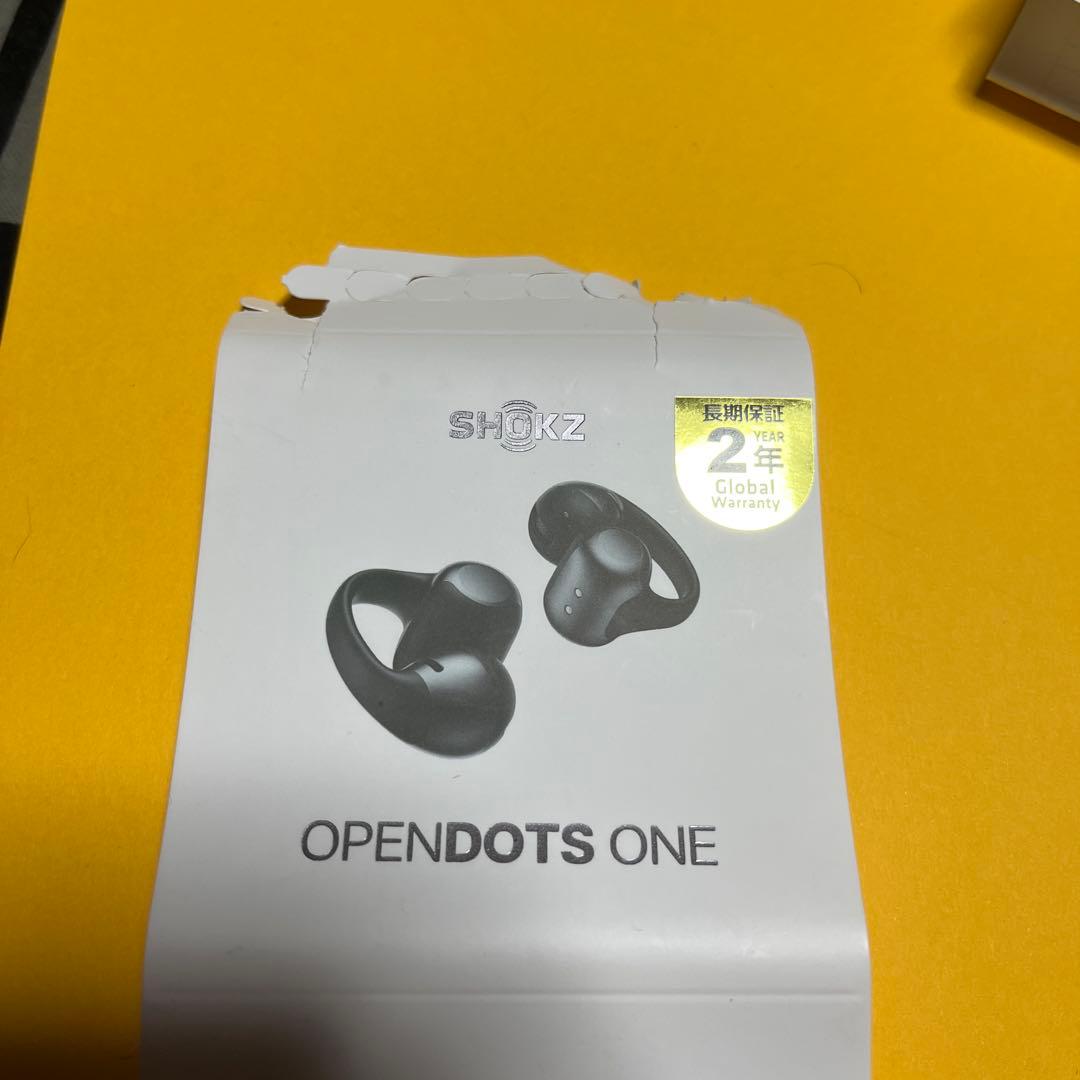 SHOKZ
長期保証
2年 YEAR
Global
Warranty
OPENDOTS ONE